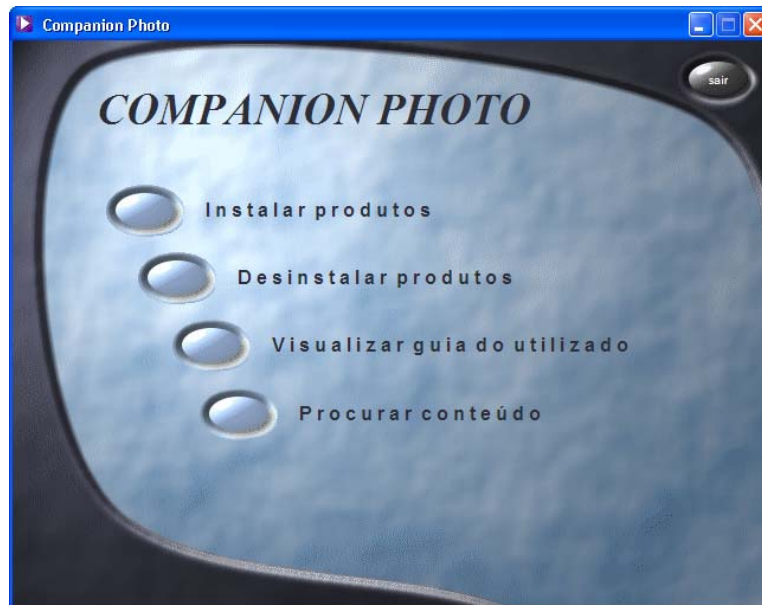 Companion Photo
sair
COMPANION PHOTO
Instalar produtos
Desinstalar produtos
Visualizar guia do utilizado
Procurar conteúdo